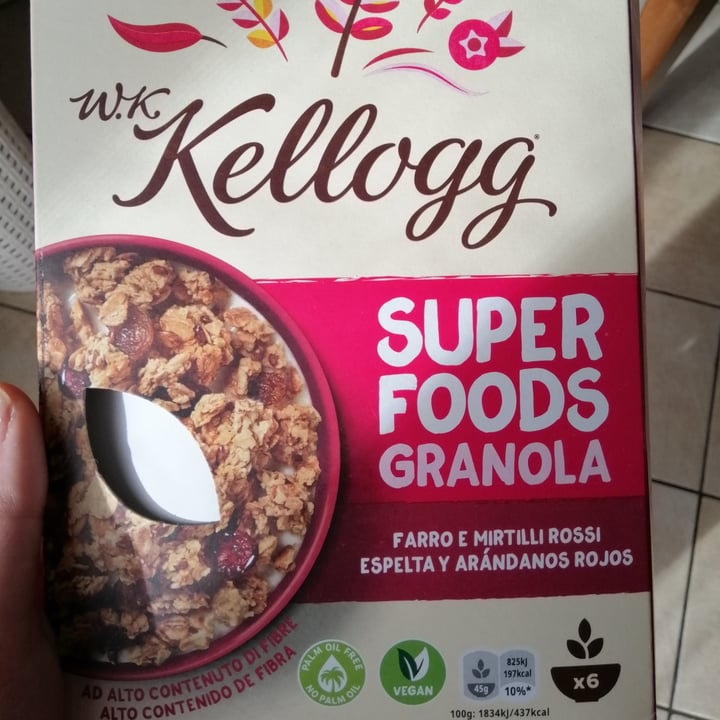 W.K
Kellogg
SUPER
FOODS
GRANOLA
FARRO E MIRTILLI ROSSI
ESPELTA Y ARÁNDANOS ROJOS
AD ALTO CONTENUTO DI FIBRE
ALTO CONTENIDO DE FIBRA
PALM OIL FREE
NO PALM OIL
VEGAN
45g
825kJ
197kcal
10%*
x6
100g: 1834kJ/437kcal